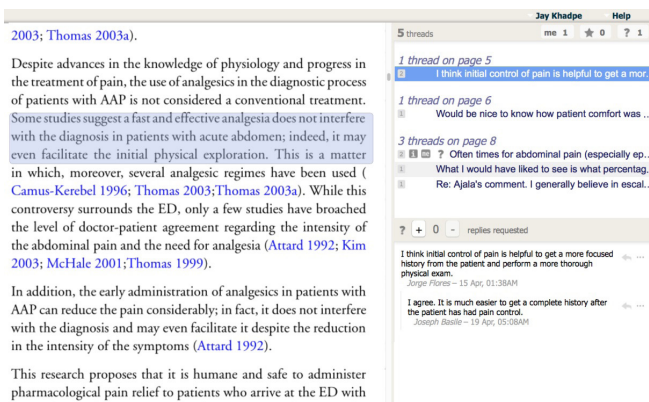 Jay Khadpe Help
2003; Thomas 2003a).
Despite advances in the knowledge of physiology and progress in
the treatment of pain, the use of analgesics in the diagnostic process
of patients with AAP is not considered a conventional treatment.
Some studies suggest a fast and effective analgesia does not interfere
with the diagnosis in patients with acute abdomen; indeed, it may
even facilitate the initial physical exploration. This is a matter
in which, moreover, several analgesic regimes have been used (
Camus-Kerebel 1996; Thomas 2003;Thomas 2003a). While this
controversy surrounds the ED, only a few studies have broached
the level of doctor-patient agreement regarding the intensity of
the abdominal pain and the need for analgesia (Attard 1992; Kim
2003; McHale 2001;Thomas 1999).
In addition, the early administration of analgesics in patients with
AAP can reduce the pain considerably; in fact, it does not interfere
with the diagnosis and may even facilitate it despite the reduction
in the intensity of the symptoms (Attard 1992).
This research proposes that it is humane and safe to administer
pharmacological pain relief to patients who arrive at the ED with
5 threads me 1 ★ 0 ? 1
1 thread on page 5
2 I think initial control of pain is helpful to get a mor..
1 thread on page 6
1 Would be nice to know how patient comfort was ..
3 threads on page 8
2 1 me ? Often times for abdominal pain (especially ep..
1 What I would have liked to see is what percentag..
1 Re: Ajala's comment. I generally believe in escal..
? + 0 - replies requested
I think initial control of pain is helpful to get a more focused
history from the patient and perform a more thorough
physical exam.
Jorge Flores – 15 Apr, 01:38AM
I agree. It is much easier to get a complete history after
the patient has had pain control.
Joseph Basile – 19 Apr, 05:08AM